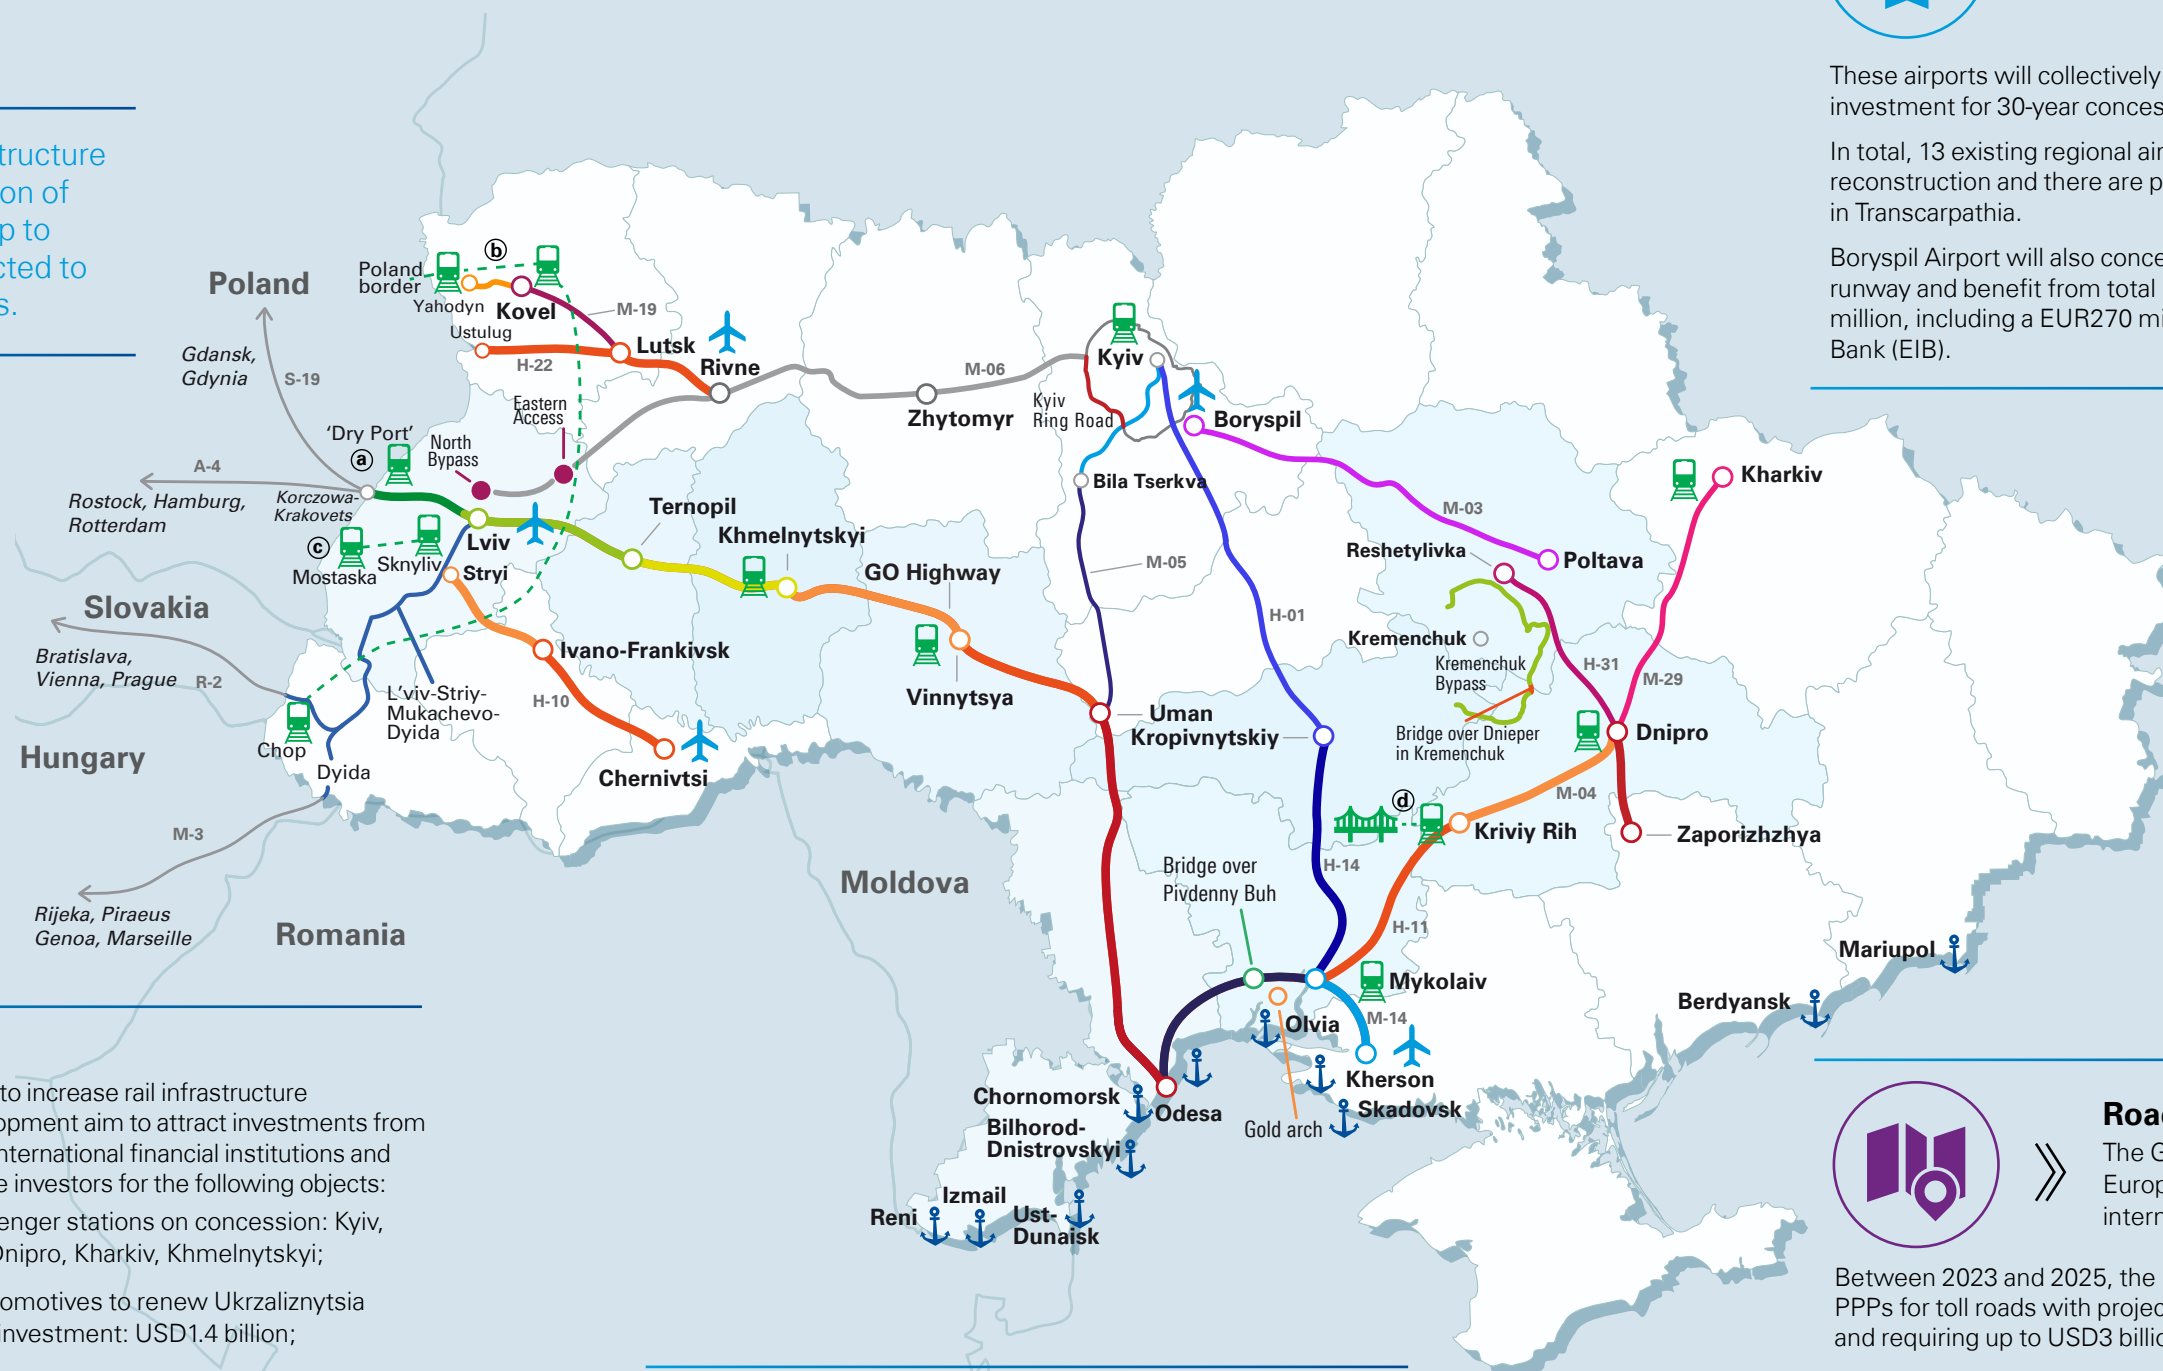 tructure
on of
p to
cted to
s.
These airports will collectively
investment for 30-year conces
In total, 13 existing regional air
reconstruction and there are p
in Transcarpathia.
Boryspil Airport will also conce
runway and benefit from total
million, including a EUR270 mi
Bank (EIB).
Poland
Gdansk,
Gdynia
S-19
A-4
Rostock, Hamburg,
Rotterdam
Korczowa-
Krakovets
Poland
border
b
Yahodyn
Kovel
M-19
Ustulug
H-22
Lutsk
Rivne
Eastern
Access
'Dry Port'
a
North
Bypass
M-06
Zhytomyr
Kyiv
Kyiv
Ring Road
Boryspil
Bila Tserkva
Kharkiv
c
Mostaska
Sknyliv
Lviv
Stryi
Ternopil
Khmelnytskyi
GO Highway
M-05
M-03
Reshetylivka
Poltava
Slovakia
Bratislava,
Vienna, Prague
R-2
Ivano-Frankivsk
H-10
L'viv-Striy-
Mukachevo-
Dyida
Vinnytsya
H-01
Kremenchuk
Kremenchuk
Bypass
H-31
M-29
Hungary
Chop
Dyida
Chernivtsi
Uman
Kropivnytskiy
Bridge over Dnieper
in Kremenchuk
Dnipro
M-3
M-04
d
Kriviy Rih
Zaporizhzhya
Moldova
Bridge over
Pivdenny Buh
H-14
Rijeka, Piraeus
Genoa, Marseille
Romania
H-11
Mykolaiv
Mariupol
Berdyansk
Olvia
M-14
Kherson
Skadovsk
Gold arch
Chornomorsk
Odesa
Bilhorod-
Dnistrovskyi
Izmail
Reni
Ust-
Dunaisk
to increase rail infrastructure
opment aim to attract investments from
nternational financial institutions and
e investors for the following objects:
enger stations on concession: Kyiv,
Dnipro, Kharkiv, Khmelnytskyi;
omotives to renew Ukrzaliznytsia
investment: USD1.4 billion;
Roa
The G
Europ
intern
Between 2023 and 2025, the
PPPs for toll roads with projec
and requiring up to USD3 billio